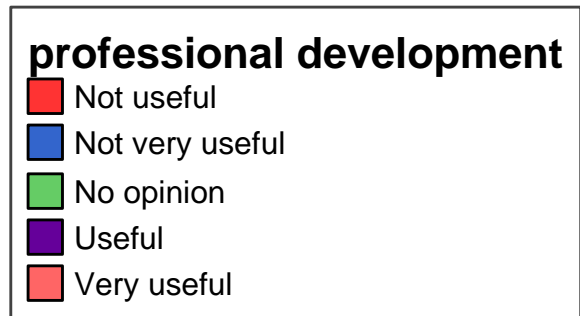 professional development
Not useful
Not very useful
No opinion
Useful
Very useful